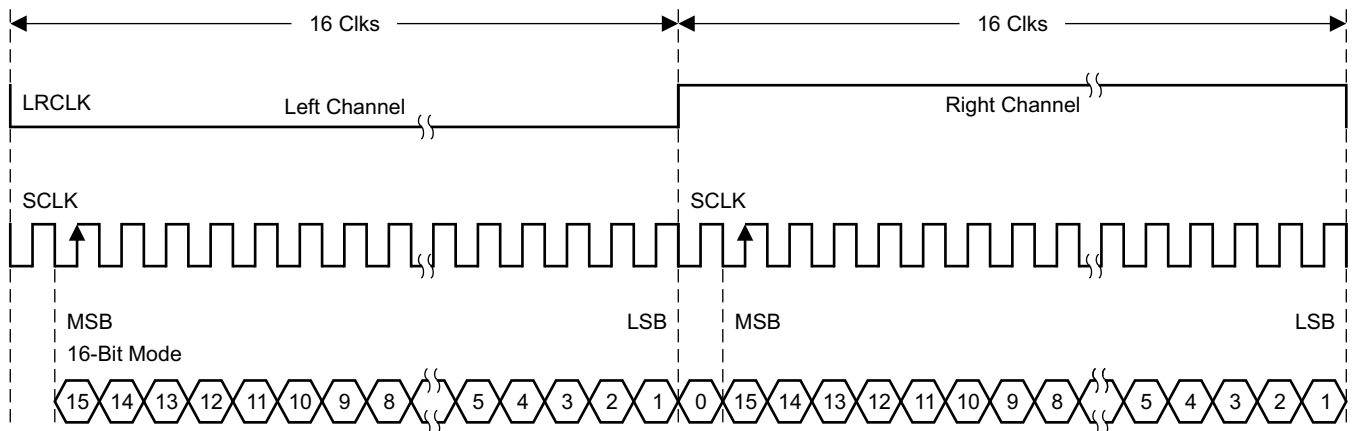 16 Clks 16 Clks
LRCLK Left Channel Right Channel
SCLK SCLK
MSB LSB MSB LSB
16-Bit Mode
15 14 13 12 11 10 9 8 5 4 3 2 1 0 15 14 13 12 11 10 9 8 5 4 3 2 1